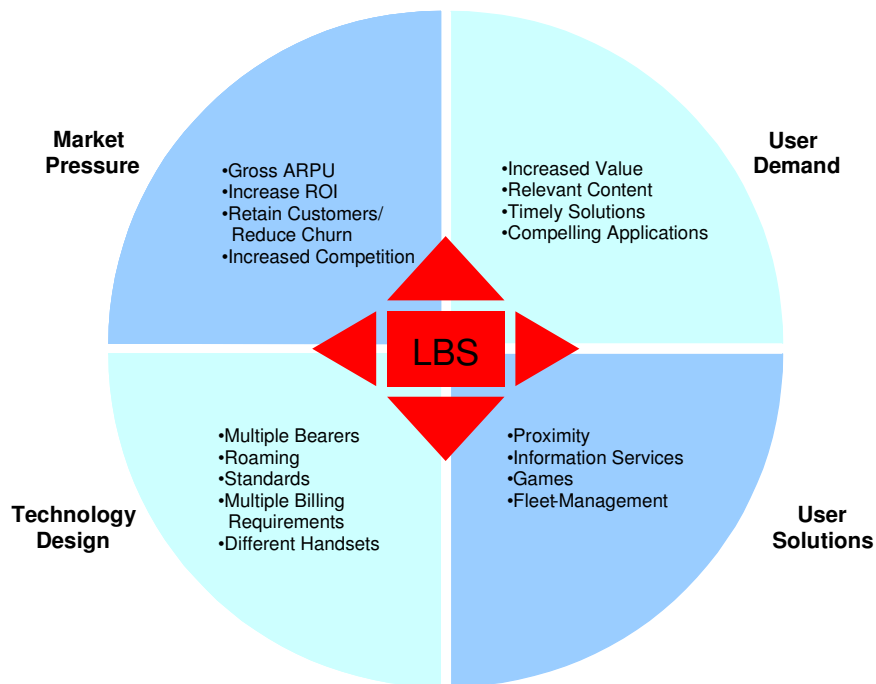 Market
Pressure
•Gross ARPU
•Increase ROI
•Retain Customers/
Reduce Churn
•Increased Competition
User
Demand
•Increased Value
•Relevant Content
•Timely Solutions
•Compelling Applications
LBS
Technology
Design
•Multiple Bearers
•Roaming
•Standards
•Multiple Billing
Requirements
•Different Handsets
•Proximity
•Information Services
•Games
•Fleet-Management
User
Solutions